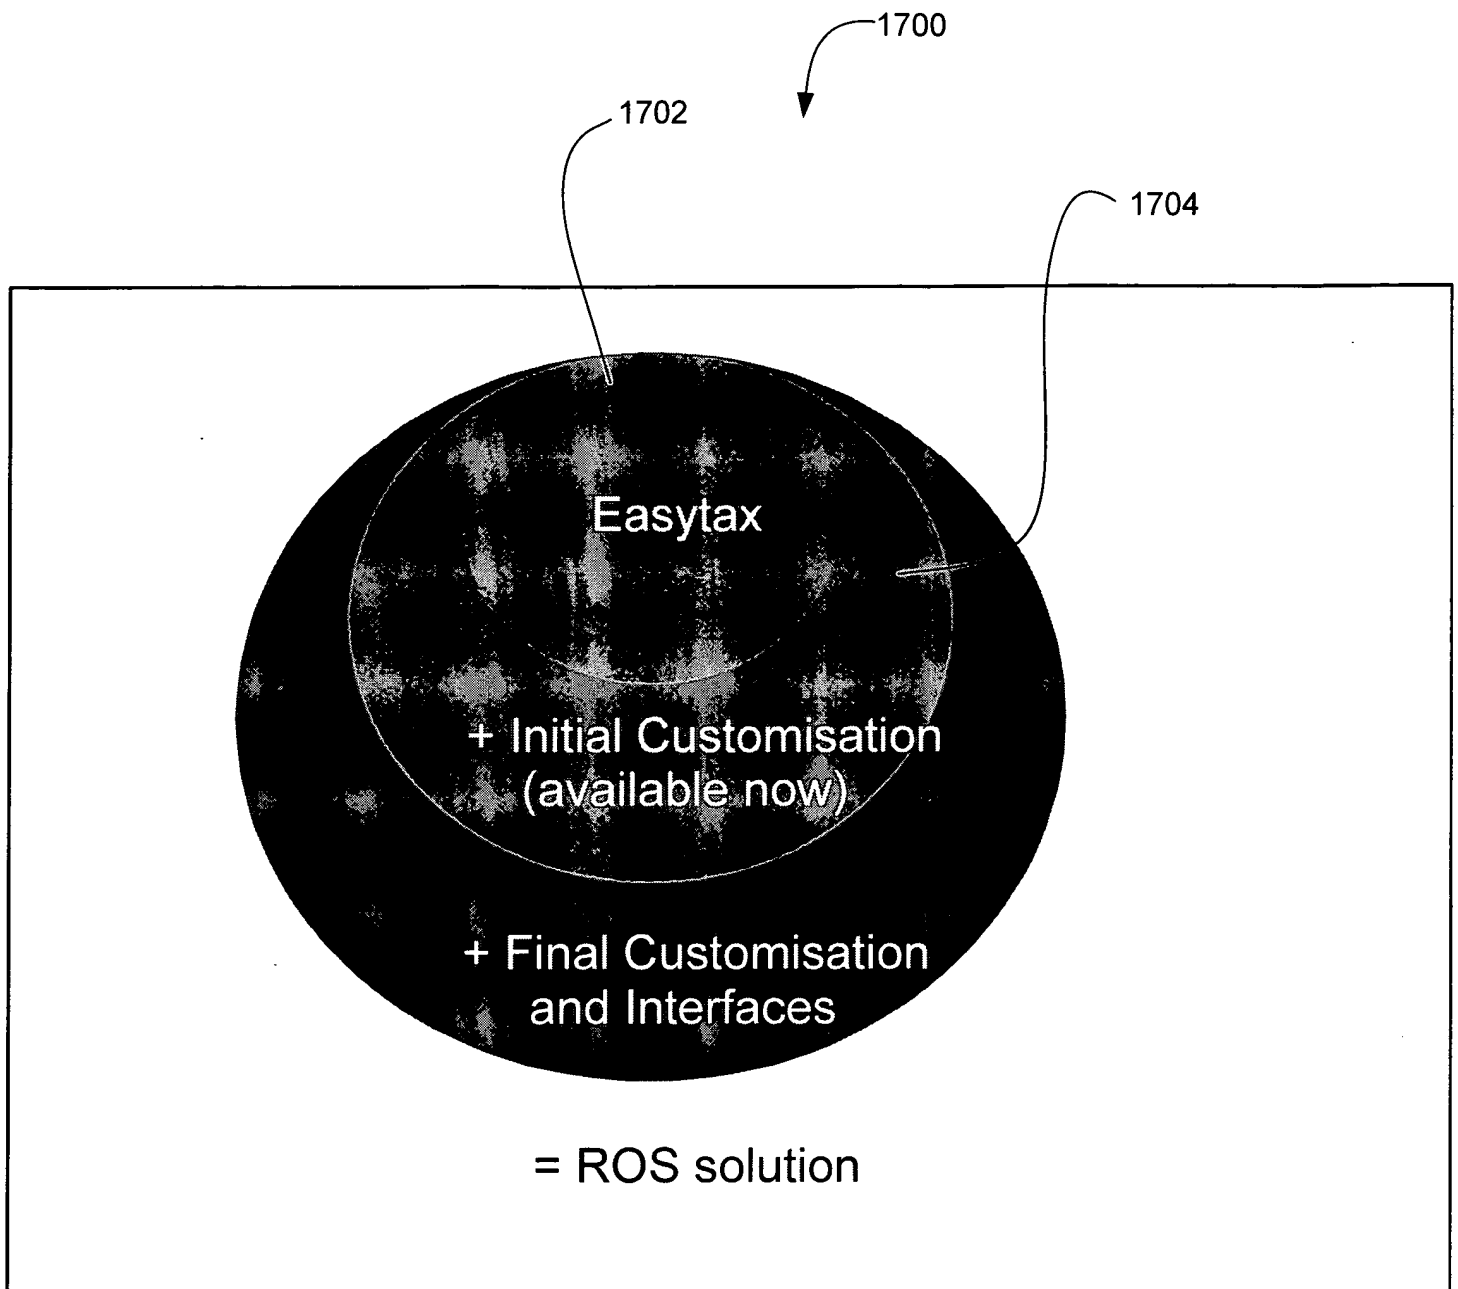 1700
1702
1704
Easytax
+ Initial Customisation
(available now)
+ Final Customisation
and Interfaces
= ROS solution